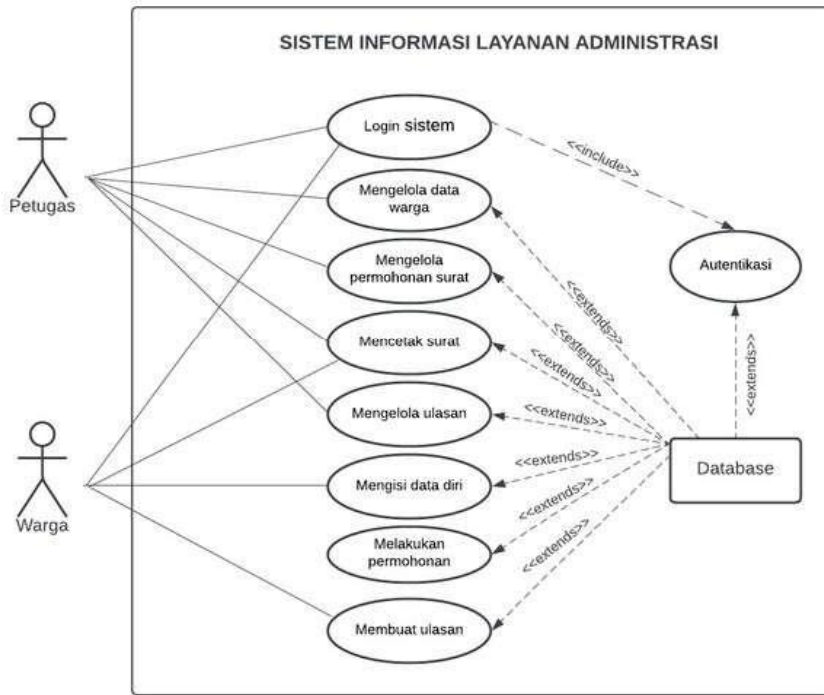 SISTEM INFORMASI LAYANAN ADMINISTRASI
Petugas
Warga
Login sistem
Mengelola data
warga
Mengelola
permohonan surat
Mencetak surat
Mengelola ulasan
Mengisi data diri
Melakukan
permohonan
Membuat ulasan
<<include>>
Autentikasi
<<extends>>
<<extends>>
<<extends>>
<<extends>>
<<extends>>
<<extends>>
<<extends>>
<<extends>>
Database